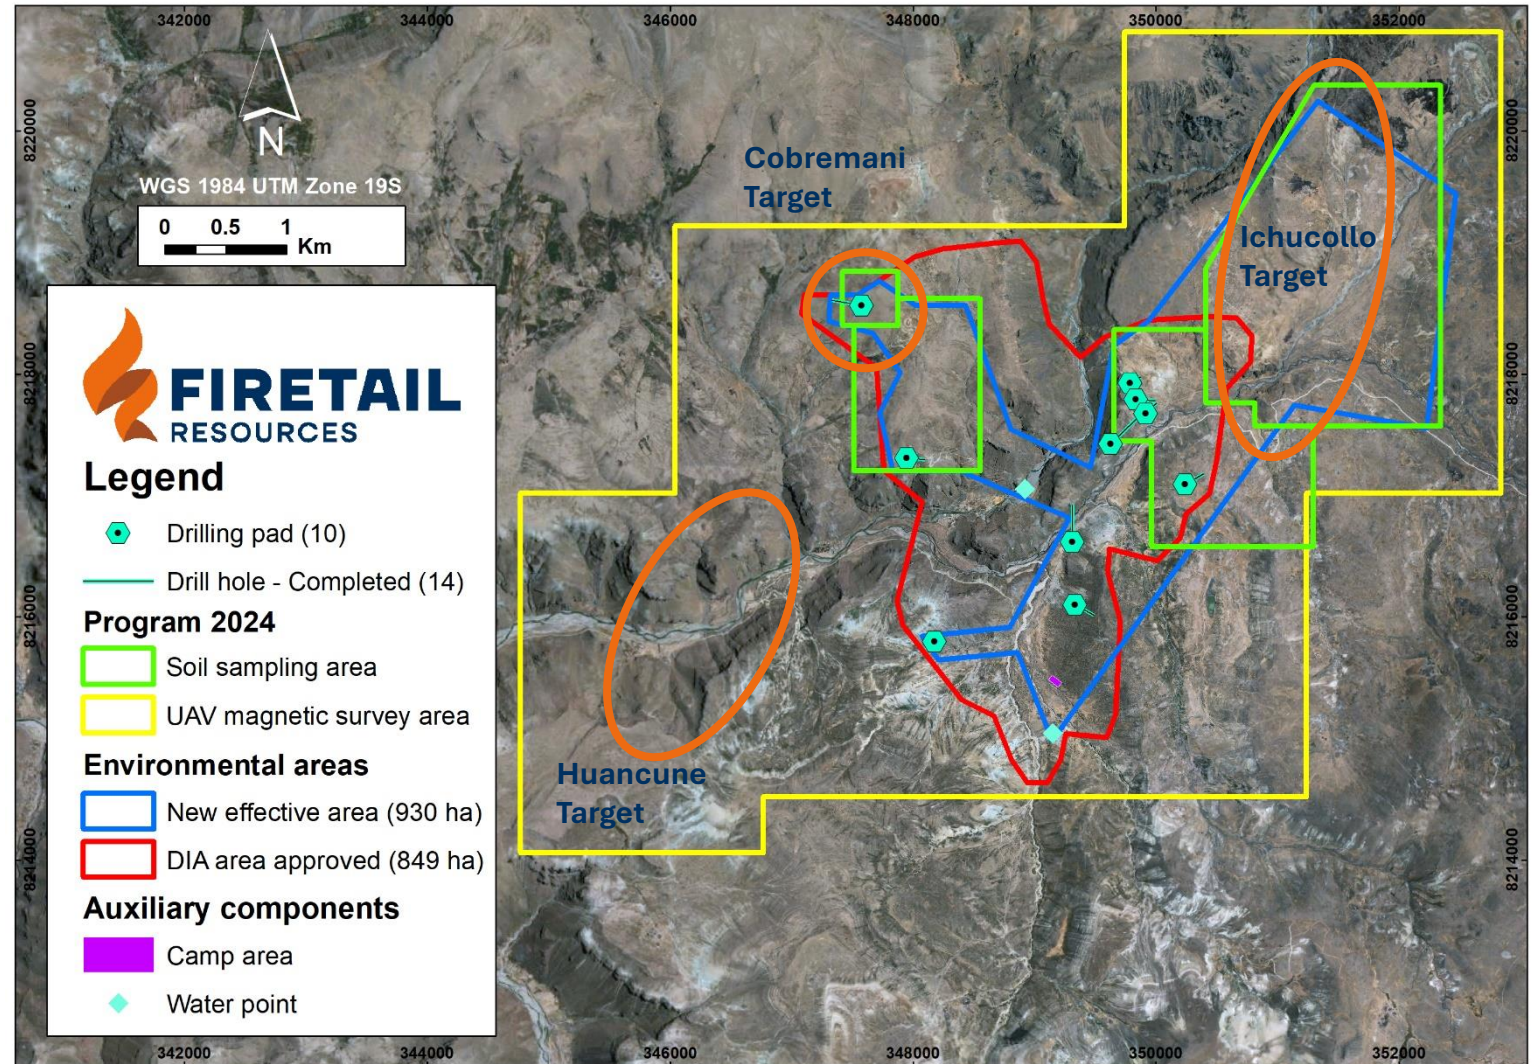 342000
344000
346000
348000
350000
352000
8220000
8220000
N
WGS 1984 UTM Zone 19S
0 0.5 1
Km
Cobremani
Target
Ichucollo
Target
8218000
8218000
FIRETAIL
RESOURCES
Legend
Drilling pad (10)
Drill hole - Completed (14)
Program 2024
Soil sampling area
UAV magnetic survey area
Environmental areas
New effective area (930 ha)
DIA area approved (849 ha)
Auxiliary components
Camp area
Water point
8216000
8216000
Huancune
Target
8214000
8214000
342000
344000
346000
348000
350000
352000